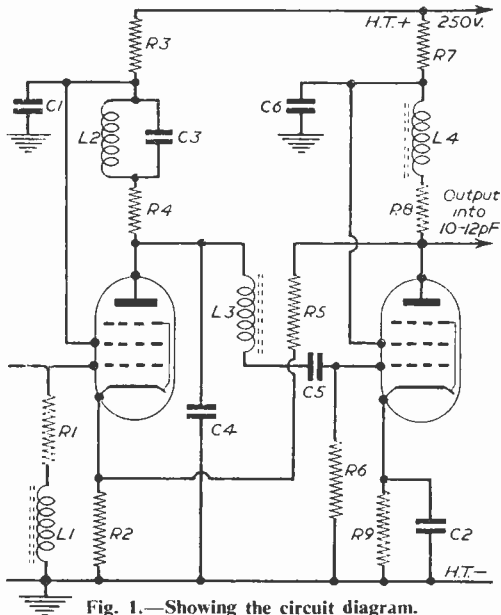 H.T.+ 250v.
R3
R7
C1
C6
L2
C3
L4
R4
R8
Output
into
10-12pF
L3
R5
C5
R1
C4
R6
L1
R2
R9
C2
H.T.-
Fig. 1.—Showing the circuit diagram.